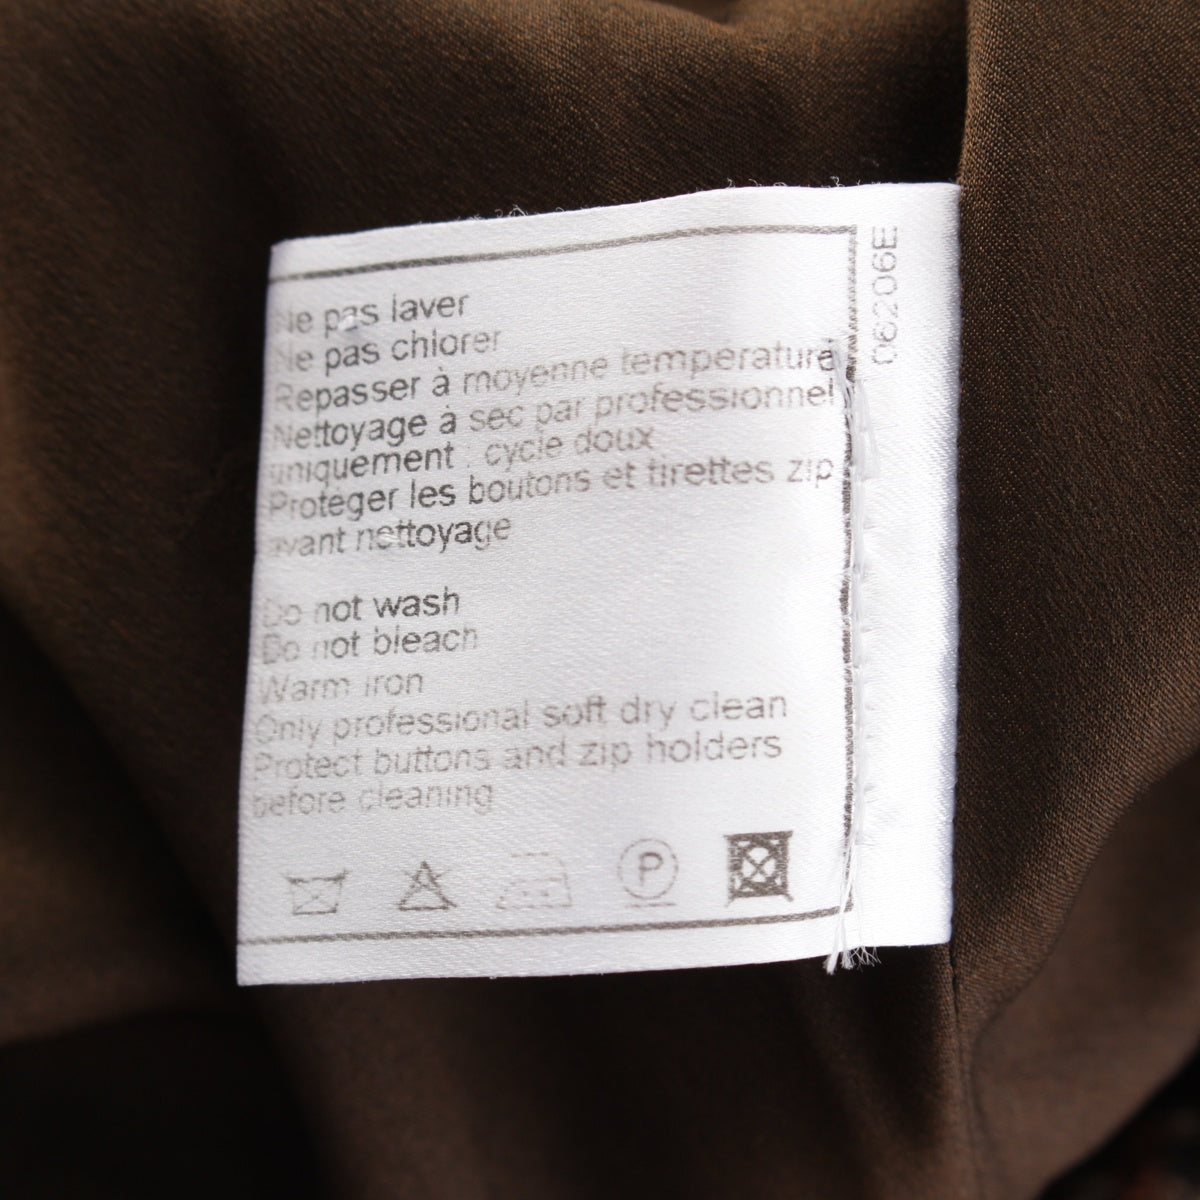 Ne pas laver
Ne pas chlorer
Repasser à moyenne température
Nettoyage à sec par professionnel
uniquement : cycle doux
Protéger les boutons et tirettes zip
avant nettoyage
Do not wash
Do not bleach
Warm iron
Only professional soft dry clean
Protect buttons and zip holders
before cleaning
P
06206E